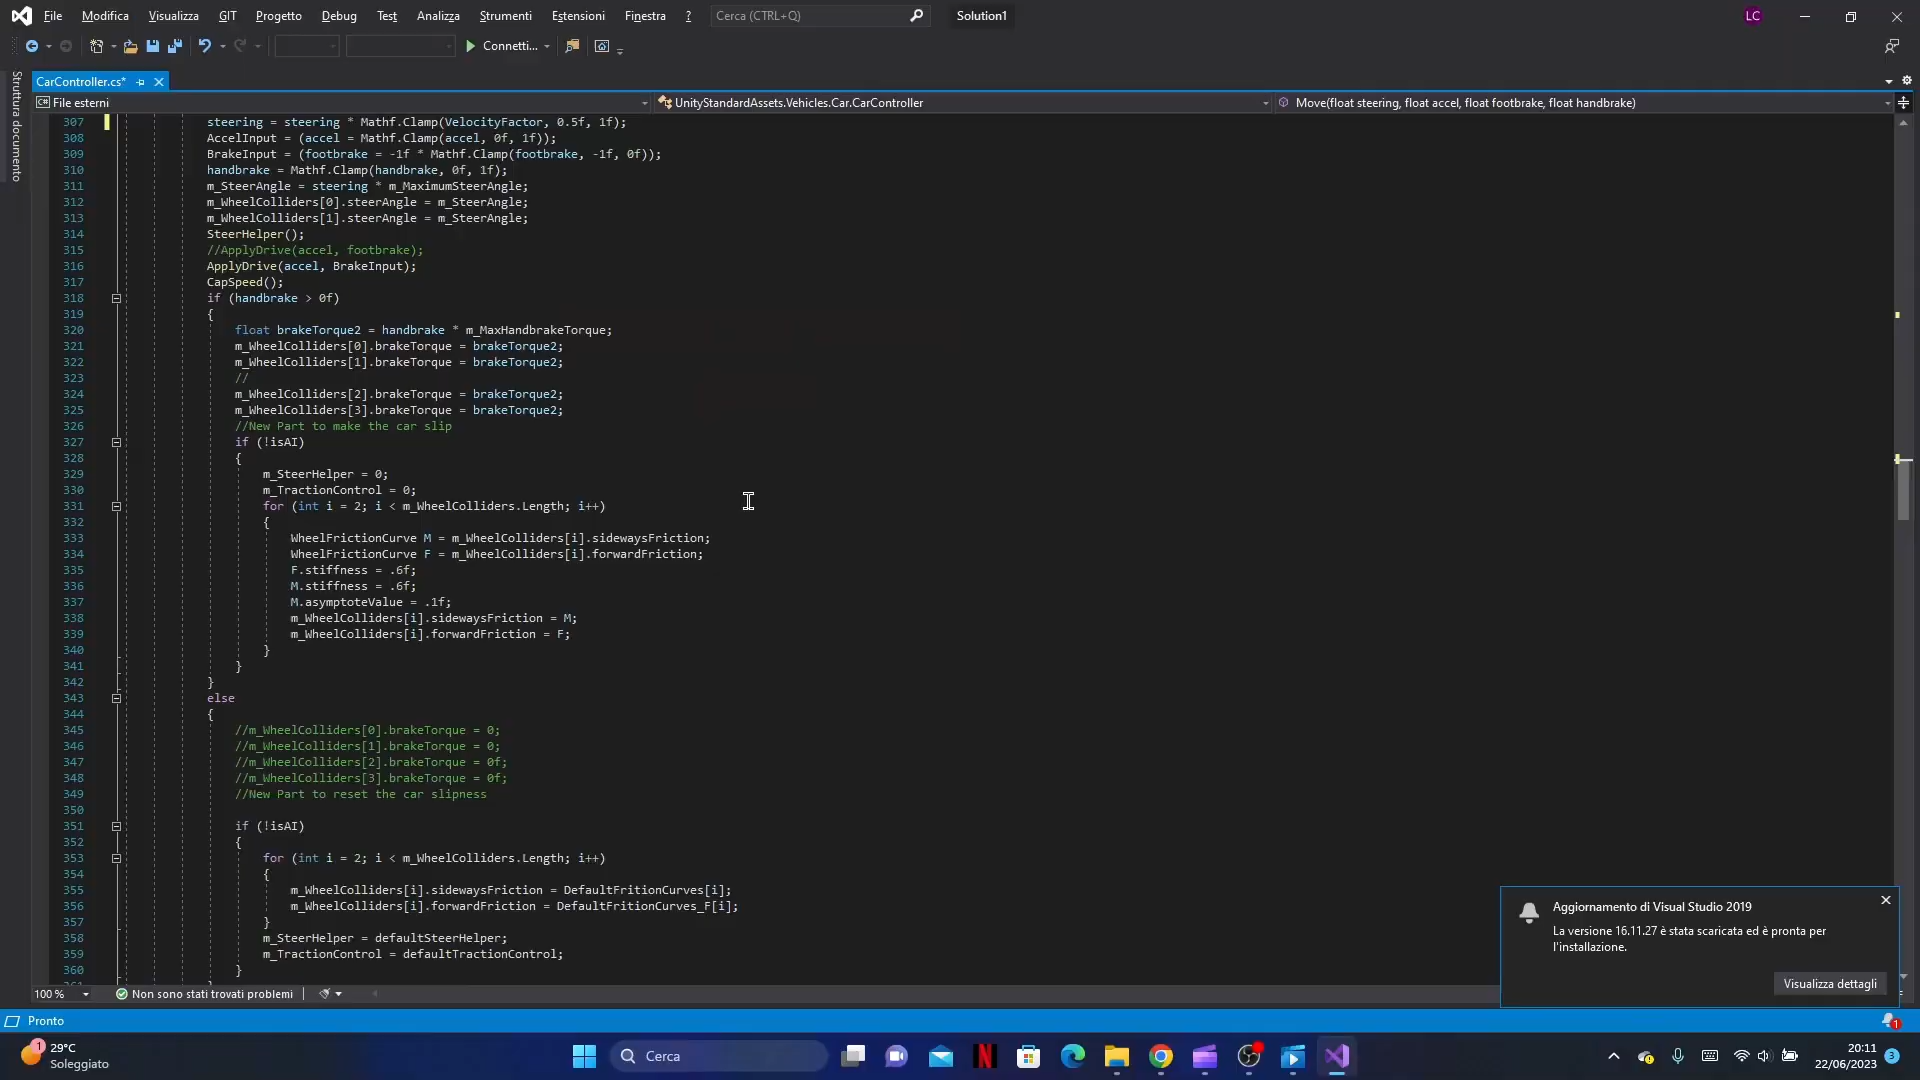 File Modifica Visualizza GIT Progetto Debug Test Analizza Strumenti Estensioni Finestra ? Cerca (CTRL+Q) Solution1 LC
Connetti...
CarController.cs*
File esterni UnityStandardAssets.Vehicles.Car.CarController Move(float steering, float accel, float footbrake, float handbrake)
Struttura documento
307 steering = steering * Mathf.Clamp(VelocityFactor, 0.5f, 1f);
308 AccelInput = (accel = Mathf.Clamp(accel, 0f, 1f));
309 BrakeInput = (footbrake = -1f * Mathf.Clamp(footbrake, -1f, 0f));
310 handbrake = Mathf.Clamp(handbrake, 0f, 1f);
311 m_SteerAngle = steering * m_MaximumSteerAngle;
312 m_WheelColliders[0].steerAngle = m_SteerAngle;
313 m_WheelColliders[1].steerAngle = m_SteerAngle;
314 SteerHelper();
315 //ApplyDrive(accel, footbrake);
316 ApplyDrive(accel, BrakeInput);
317 CapSpeed();
318 if (handbrake > 0f)
319 {
320 float brakeTorque2 = handbrake * m_MaxHandbrakeTorque;
321 m_WheelColliders[0].brakeTorque = brakeTorque2;
322 m_WheelColliders[1].brakeTorque = brakeTorque2;
323 //
324 m_WheelColliders[2].brakeTorque = brakeTorque2;
325 m_WheelColliders[3].brakeTorque = brakeTorque2;
326 //New Part to make the car slip
327 if (!isAI)
328 {
329 m_SteerHelper = 0;
330 m_TractionControl = 0;
331 for (int i = 2; i < m_WheelColliders.Length; i++)
332 {
333 WheelFrictionCurve M = m_WheelColliders[i].sidewaysFriction;
334 WheelFrictionCurve F = m_WheelColliders[i].forwardFriction;
335 F.stiffness = .6f;
336 M.stiffness = .6f;
337 M.asymptoteValue = .1f;
338 m_WheelColliders[i].sidewaysFriction = M;
339 m_WheelColliders[i].forwardFriction = F;
340 }
341 }
342 }
343 else
344 {
345 //m_WheelColliders[0].brakeTorque = 0;
346 //m_WheelColliders[1].brakeTorque = 0;
347 //m_WheelColliders[2].brakeTorque = 0f;
348 //m_WheelColliders[3].brakeTorque = 0f;
349 //New Part to reset the car slipness
350
351 if (!isAI)
352 {
353 for (int i = 2; i < m_WheelColliders.Length; i++)
354 {
355 m_WheelColliders[i].sidewaysFriction = DefaultFritionCurves[i];
356 m_WheelColliders[i].forwardFriction = DefaultFritionCurves_F[i];
357 }
358 m_SteerHelper = defaultSteerHelper;
359 m_TractionControl = defaultTractionControl;
360 }
Aggiornamento di Visual Studio 2019
La versione 16.11.27 è stata scaricata ed è pronta per
l'installazione.
Visualizza dettagli
100 % Non sono stati trovati problemi
Pronto 1
1 29°C
Soleggiato
Cerca
20:11
22/06/2023 3